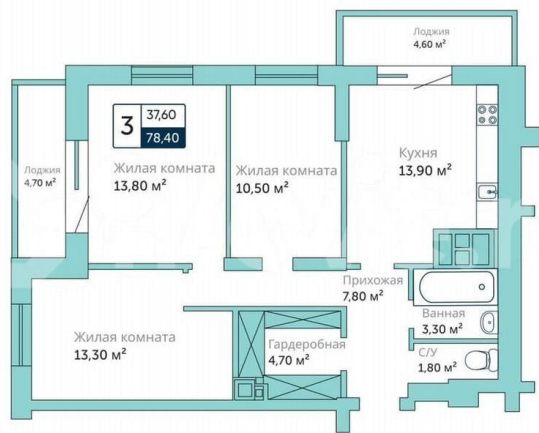 Лоджия
4,60 м²
3
37,60
78,40
Лоджия
4,70 м²
Жилая комната
13,80 м²
Жилая комната
10,50 м²
Кухня
13,90 м²
Прихожая
7,80 м²
Ванная
3,30 м²
Жилая комната
13,30 м²
Гардеробная
4,70 м²
С/У
1,80 м²